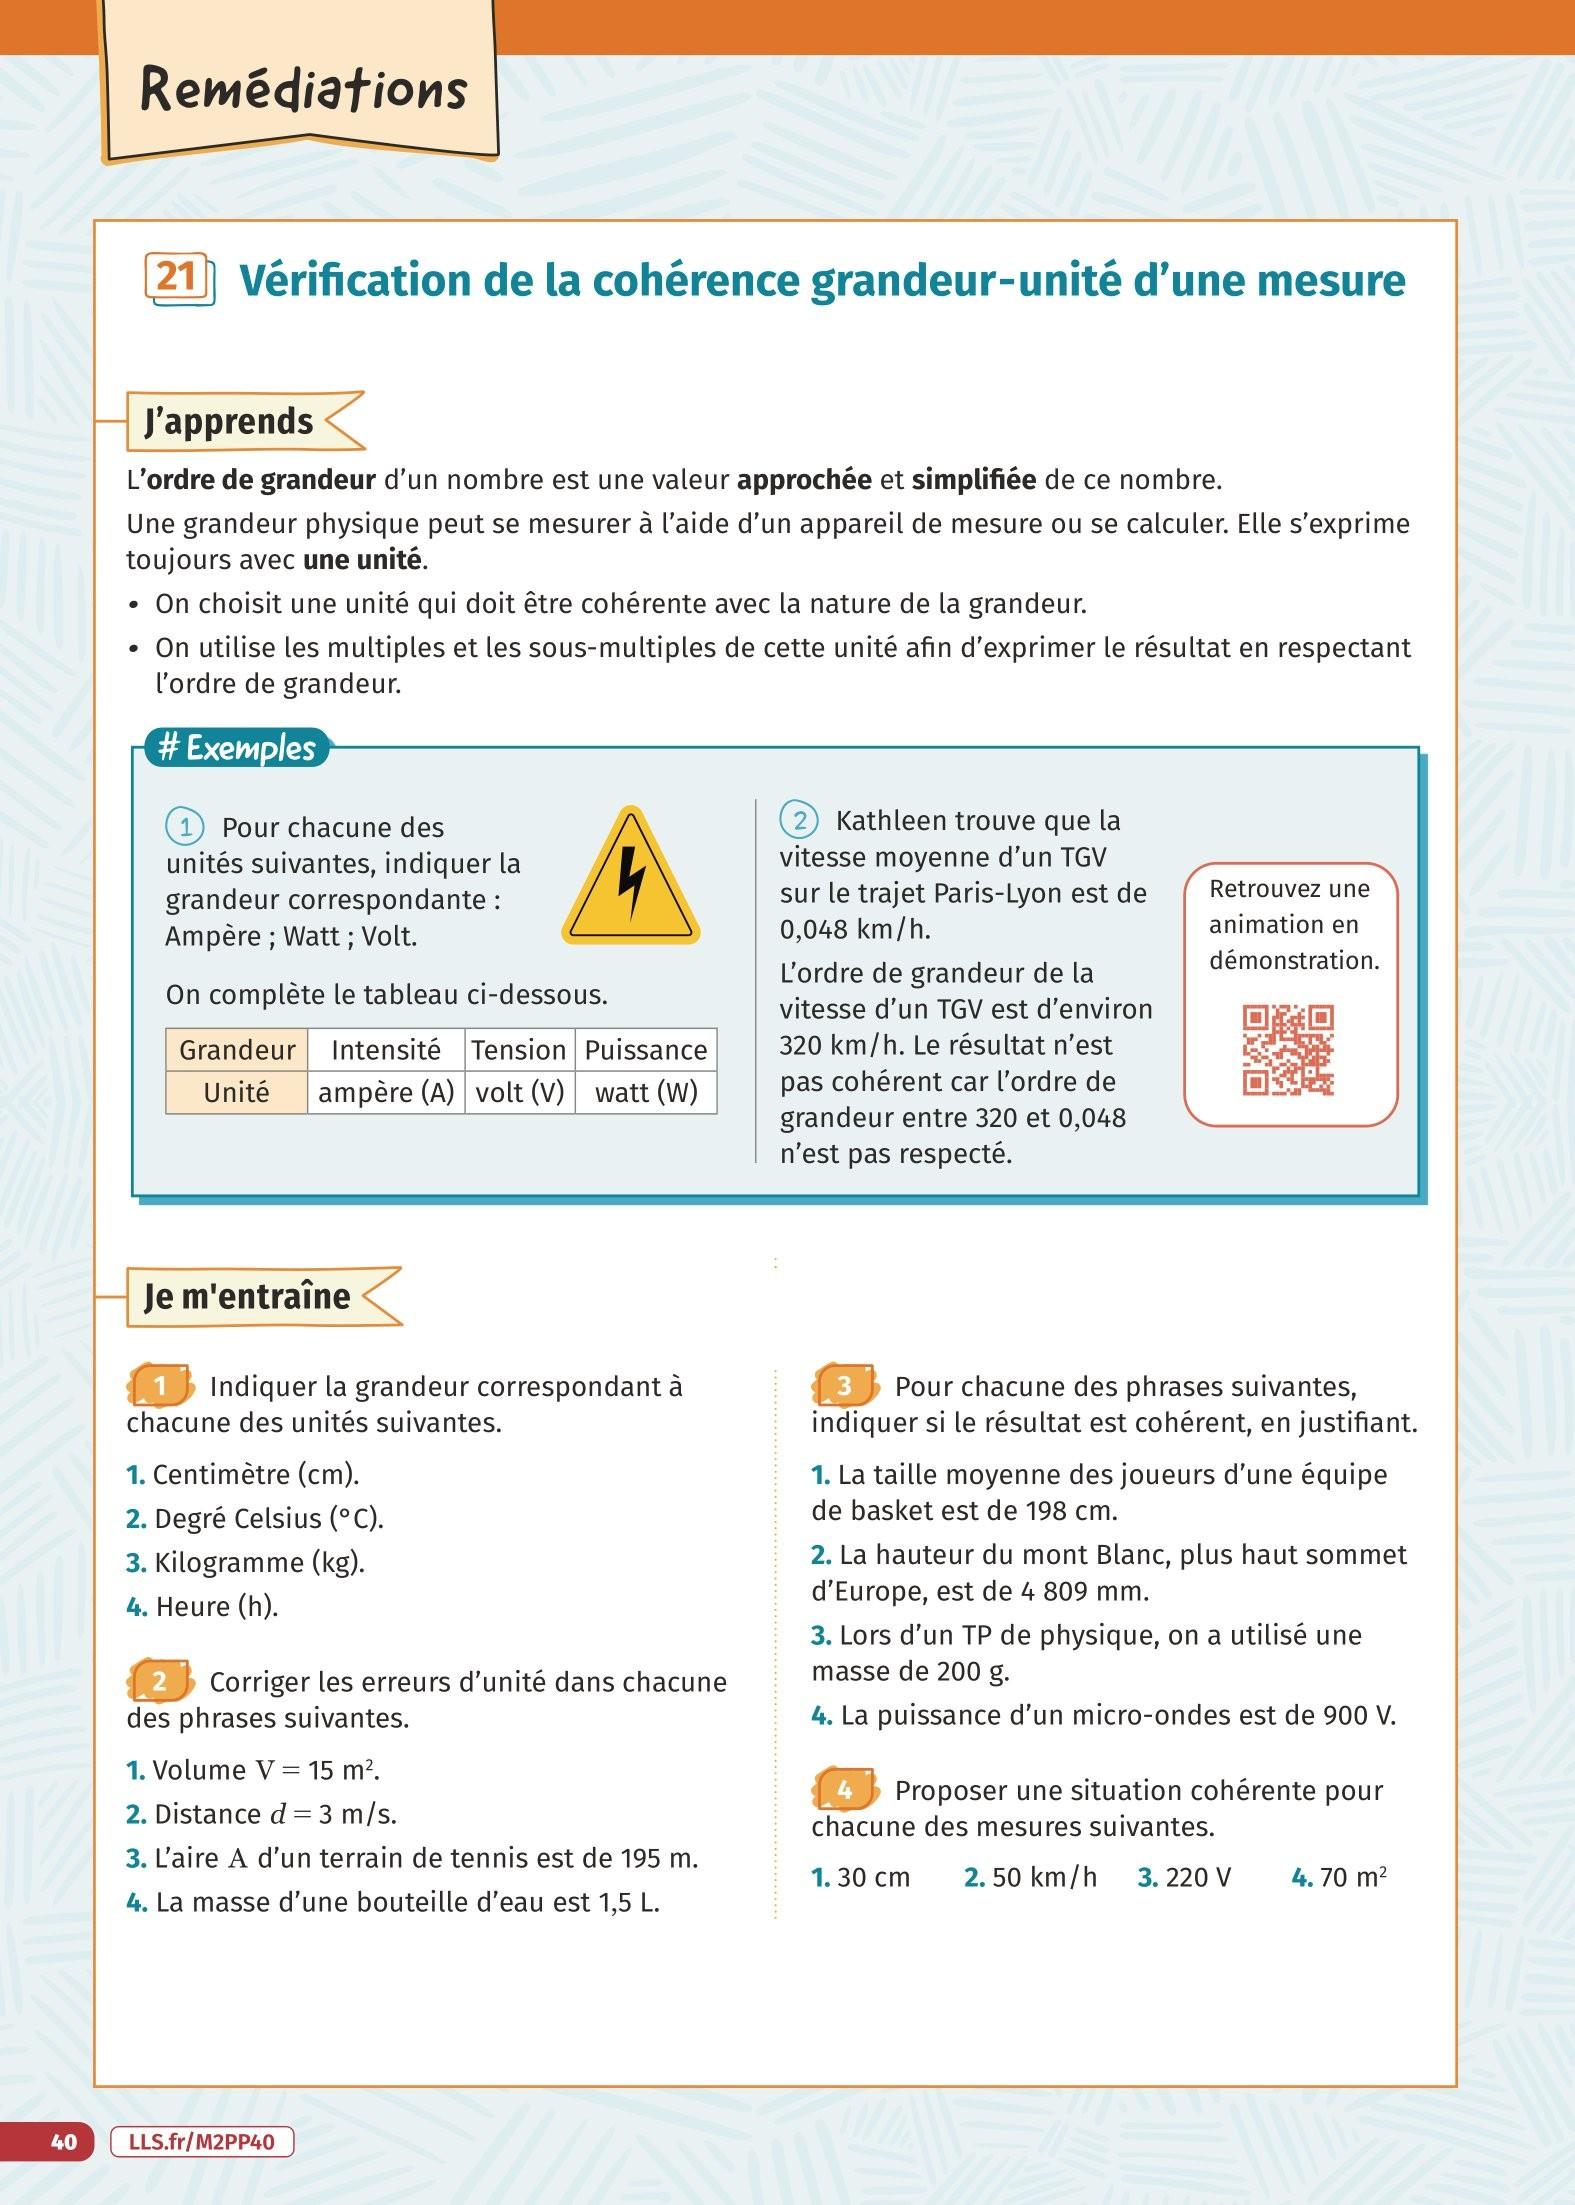 Remédiations
21 Vérification de la cohérence grandeur-unité d’une mesure
J’apprends
L’ordre de grandeur d’un nombre est une valeur approchée et simplifiée de ce nombre.
Une grandeur physique peut se mesurer à l’aide d’un appareil de mesure ou se calculer. Elle s’exprime
toujours avec une unité.
• On choisit une unité qui doit être cohérente avec la nature de la grandeur.
• On utilise les multiples et les sous-multiples de cette unité afin d’exprimer le résultat en respectant
l’ordre de grandeur.
# Exemples
1 Pour chacune des
unités suivantes, indiquer la
grandeur correspondante :
Ampère ; Watt ; Volt.
On complète le tableau ci-dessous.
Grandeur Intensité Tension Puissance
Unité ampère (A) volt (V) watt (W)
2 Kathleen trouve que la
vitesse moyenne d’un TGV
sur le trajet Paris-Lyon est de
0,048 km/h.
L’ordre de grandeur de la
vitesse d’un TGV est d’environ
320 km/h. Le résultat n’est
pas cohérent car l’ordre de
grandeur entre 320 et 0,048
n’est pas respecté.
Retrouvez une
animation en
démonstration.
Je m'entraîne
1 Indiquer la grandeur correspondant à
chacune des unités suivantes.
1. Centimètre (cm).
2. Degré Celsius (°C).
3. Kilogramme (kg).
4. Heure (h).
2 Corriger les erreurs d’unité dans chacune
des phrases suivantes.
1. Volume V = 15 m².
2. Distance d = 3 m/s.
3. L’aire A d’un terrain de tennis est de 195 m.
4. La masse d’une bouteille d’eau est 1,5 L.
3 Pour chacune des phrases suivantes,
indiquer si le résultat est cohérent, en justifiant.
1. La taille moyenne des joueurs d’une équipe
de basket est de 198 cm.
2. La hauteur du mont Blanc, plus haut sommet
d’Europe, est de 4 809 mm.
3. Lors d’un TP de physique, on a utilisé une
masse de 200 g.
4. La puissance d’un micro-ondes est de 900 V.
4 Proposer une situation cohérente pour
chacune des mesures suivantes.
1. 30 cm 2. 50 km/h 3. 220 V 4. 70 m²
40 LLS.fr/M2PP40